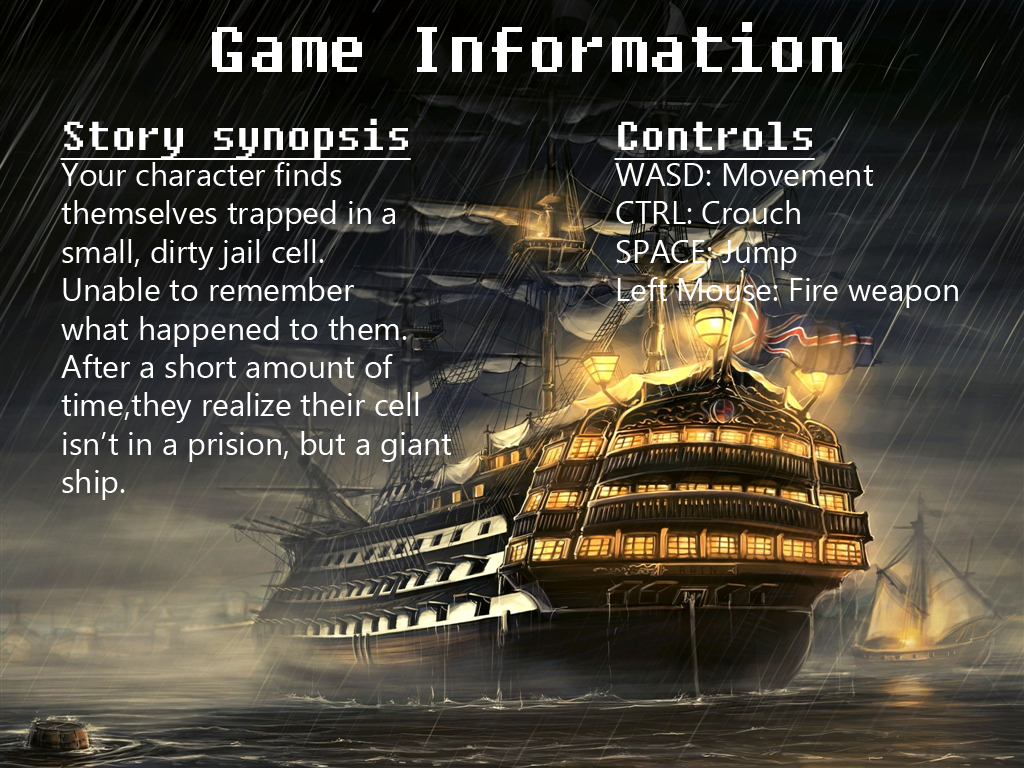 Game Information
Story synopsis
Your character finds
themselves trapped in a
small, dirty jail cell.
Unable to remember
what happened to them.
After a short amount of
time,they realize their cell
isn’t in a prision, but a giant
ship.
Controls
WASD: Movement
CTRL: Crouch
SPACE: Jump
Left Mouse: Fire weapon